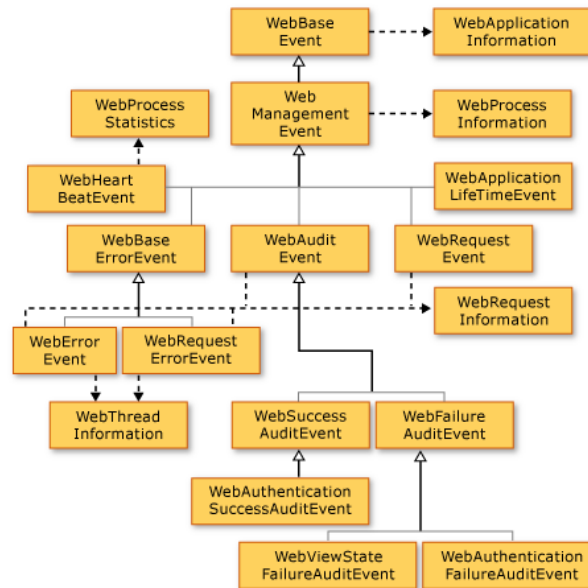 WebBase
Event
WebApplication
Information
Web
Management
Event
WebProcess
Information
WebProcess
Statistics
WebHeart
BeatEvent
WebApplication
LifeTimeEvent
WebBase
ErrorEvent
WebAudit
Event
WebRequest
Event
WebRequest
Information
WebError
Event
WebRequest
ErrorEvent
WebThread
Information
WebSuccess
AuditEvent
WebFailure
AuditEvent
WebAuthentication
SuccessAuditEvent
WebViewState
FailureAuditEvent
WebAuthentication
FailureAuditEvent